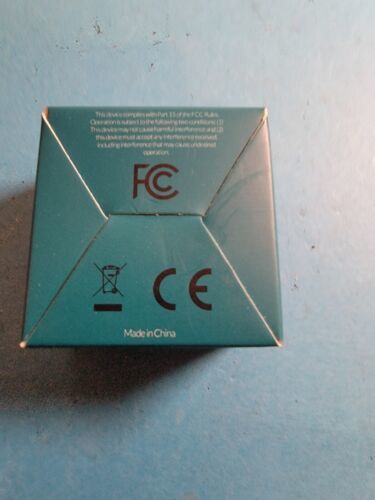 This device complies with Part 15 of the FCC Rules.
Operation is subject to the following two conditions: (1)
This device may not cause harmful interference and (2)
this device must accept any interference received,
including interference that may cause undesired
operation.
FC
CE
Made in China